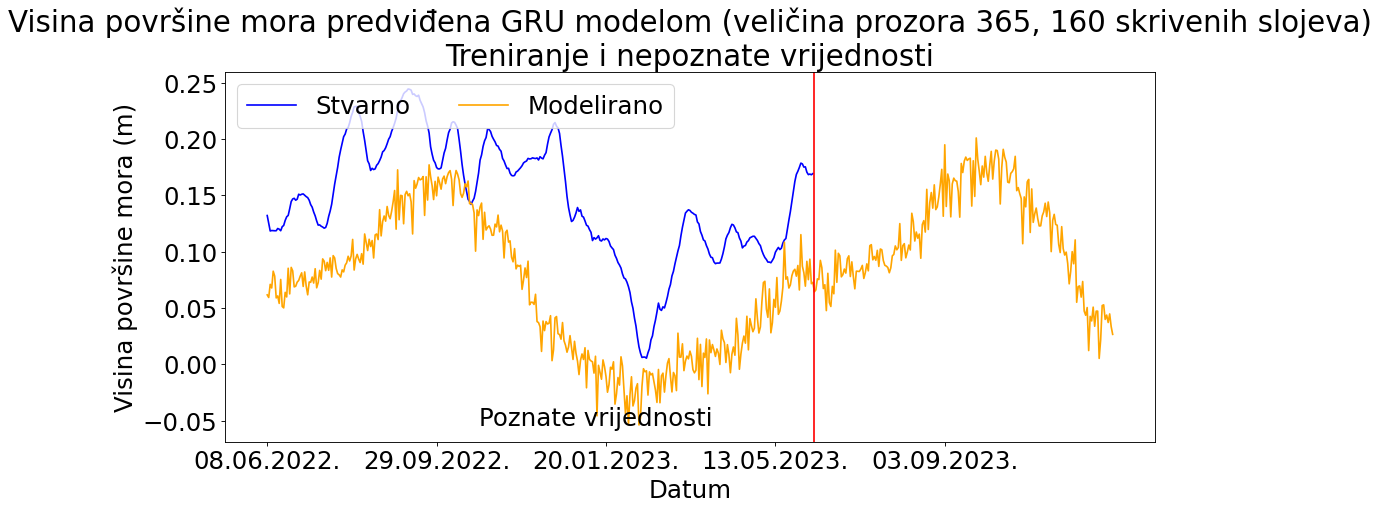 Visina površine mora predviđena GRU modelom (veličina prozora 365, 160 skrivenih slojeva)
Treniranje i nepoznate vrijednosti
Stvarno
Modelirano
Visina površine mora (m)
0.25
0.20
0.15
0.10
0.05
0.00
−0.05
Poznate vrijednosti
08.06.2022.
29.09.2022.
20.01.2023.
13.05.2023.
03.09.2023.
Datum